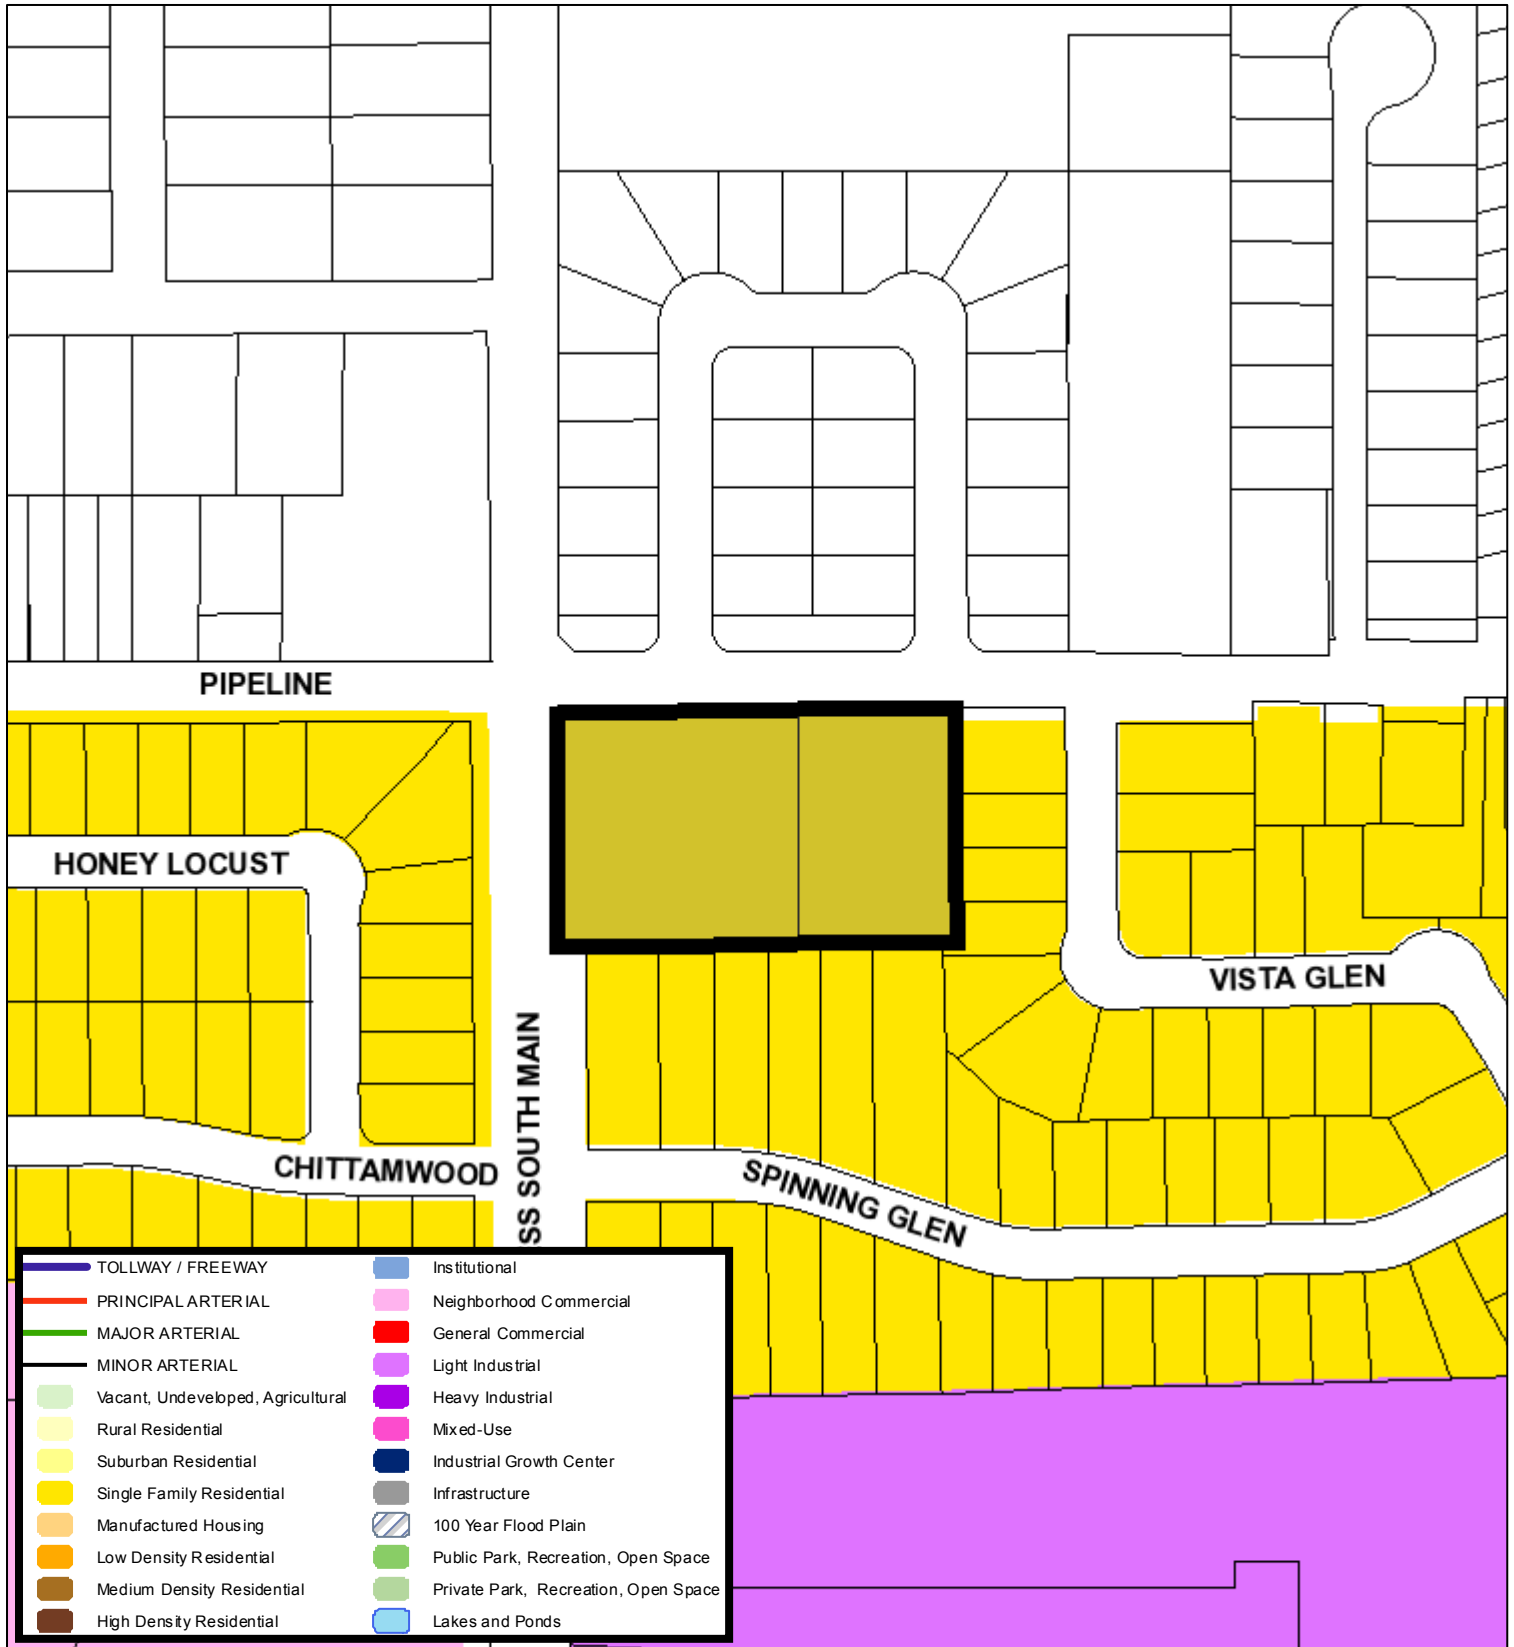 PIPELINE
HONEY LOCUST
VISTA GLEN
SS SOUTH MAIN
CHITTAMWOOD
SPINNING GLEN
TOLLWAY / FREEWAY
PRINCIPAL ARTERIAL
MAJOR ARTERIAL
MINOR ARTERIAL
Vacant, Undeveloped, Agricultural
Rural Residential
Suburban Residential
Single Family Residential
Manufactured Housing
Low Density Residential
Medium Density Residential
High Density Residential
Institutional
Neighborhood Commercial
General Commercial
Light Industrial
Heavy Industrial
Mixed-Use
Industrial Growth Center
Infrastructure
100 Year Flood Plain
Public Park, Recreation, Open Space
Private Park, Recreation, Open Space
Lakes and Ponds